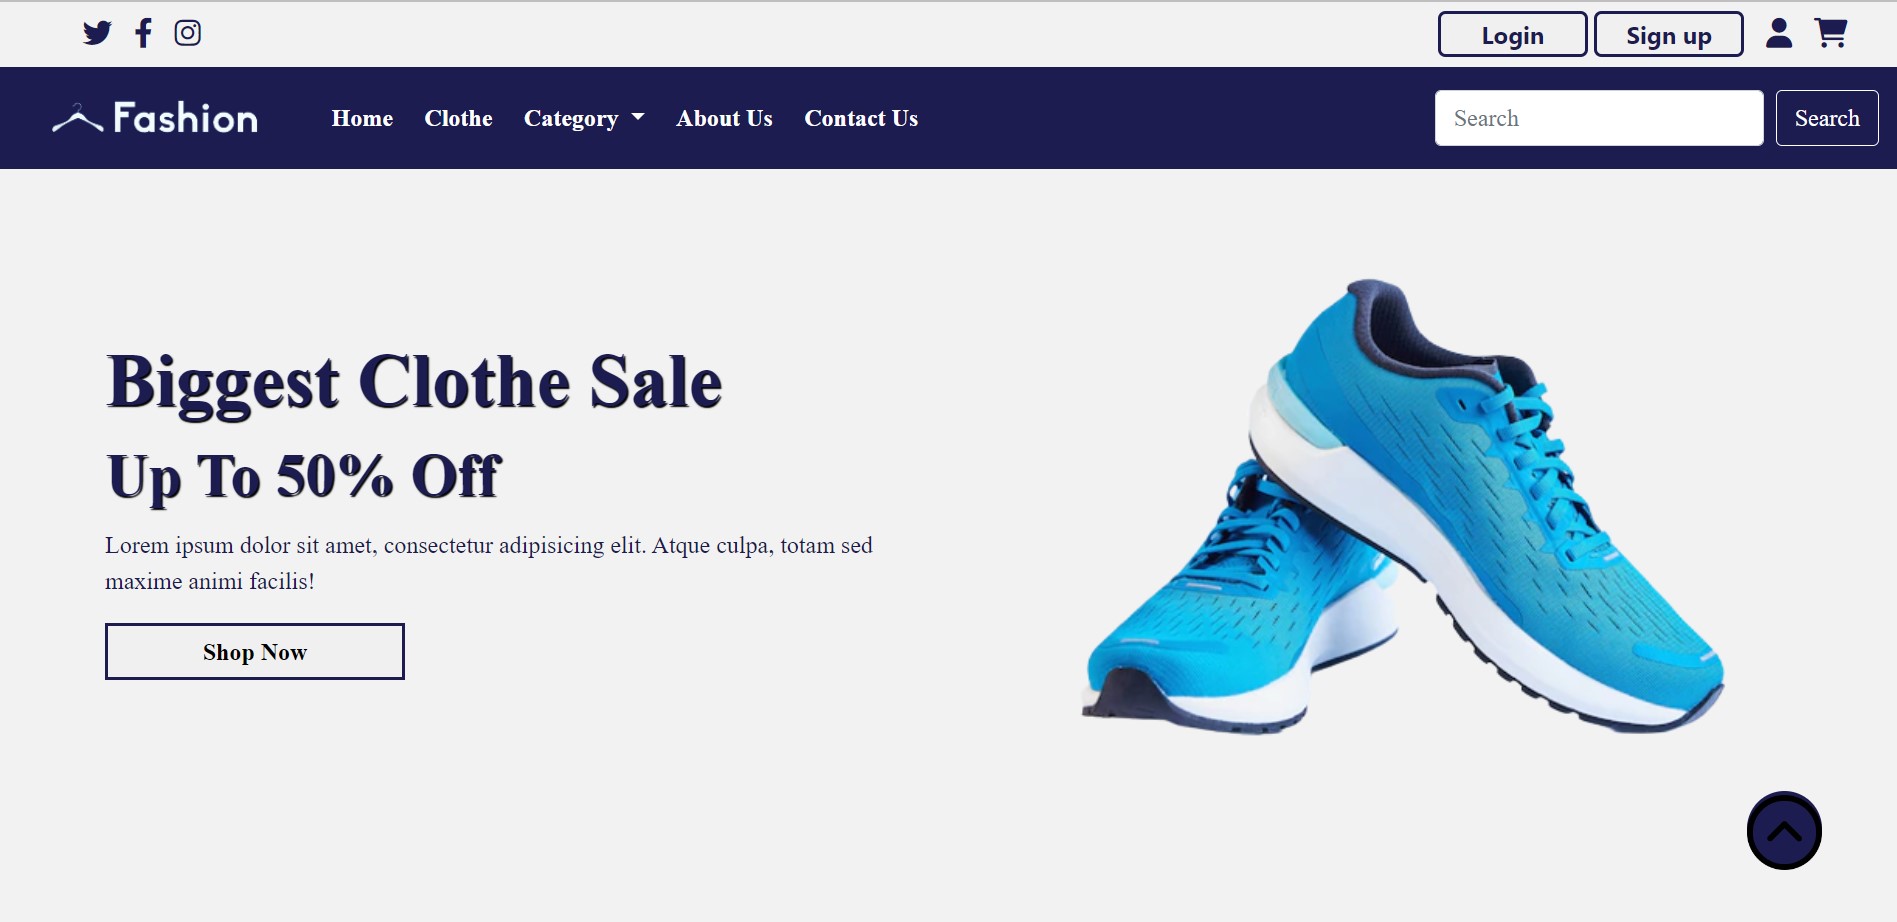 Login Sign up
Fashion Home Clothe Category About Us Contact Us Search Search
Biggest Clothe Sale
Up To 50% Off
Lorem ipsum dolor sit amet, consectetur adipisicing elit. Atque culpa, totam sed
maxime animi facilis!
Shop Now